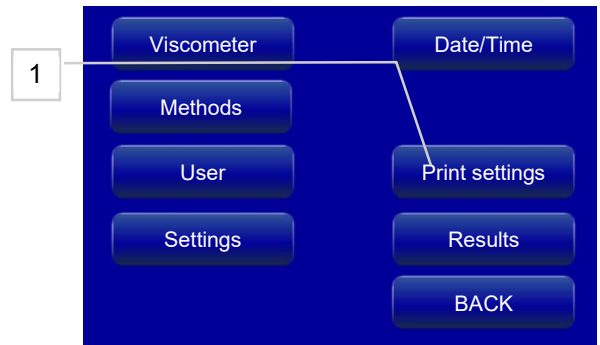 1
Viscometer
Date/Time
Methods
User
Print settings
Settings
Results
BACK